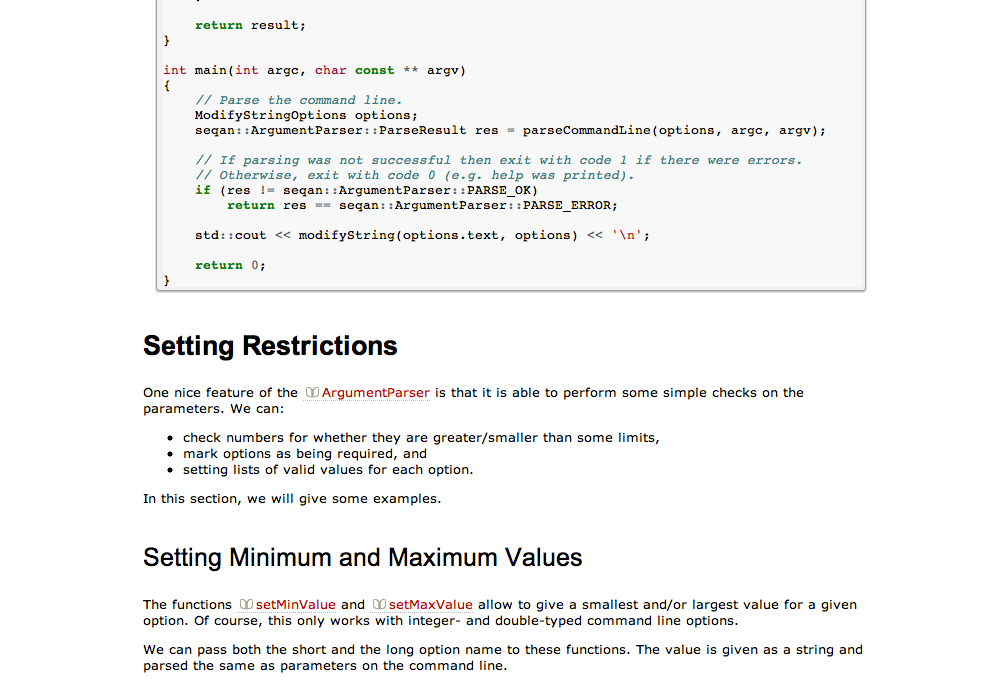 return result;
}
int main(int argc, char const ** argv)
{
// Parse the command line.
ModifyStringOptions options;
seqan::ArgumentParser::ParseResult res = parseCommandLine(options, argc, argv);
// If parsing was not successful then exit with code 1 if there were errors.
// Otherwise, exit with code 0 (e.g. help was printed).
if (res != seqan::ArgumentParser::PARSE_OK)
return res == seqan::ArgumentParser::PARSE_ERROR;
std::cout << modifyString(options.text, options) << '\n';
return 0;
}
Setting Restrictions
One nice feature of the ArgumentParser is that it is able to perform some simple checks on the
parameters. We can:
• check numbers for whether they are greater/smaller than some limits,
• mark options as being required, and
• setting lists of valid values for each option.
In this section, we will give some examples.
Setting Minimum and Maximum Values
The functions setMinValue and setMaxValue allow to give a smallest and/or largest value for a given
option. Of course, this only works with integer- and double-typed command line options.
We can pass both the short and the long option name to these functions. The value is given as a string and
parsed the same as parameters on the command line.